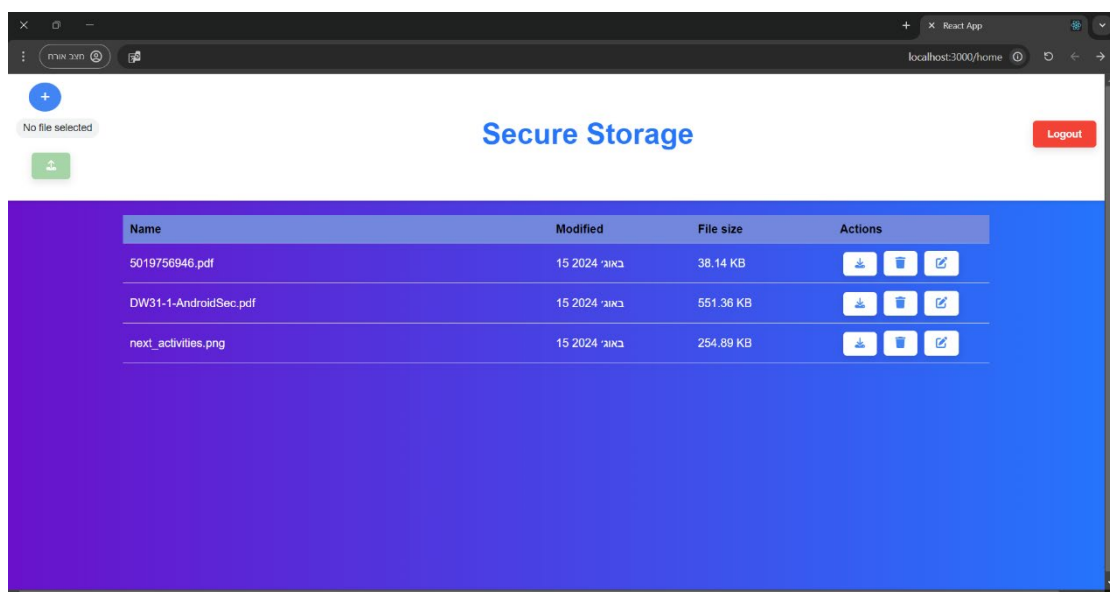 React App
מצב אורח
localhost:3000/home
No file selected
Secure Storage
Logout
Name Modified File size Actions
5019756946.pdf 15 באוג׳ 2024 38.14 KB
DW31-1-AndroidSec.pdf 15 באוג׳ 2024 551.36 KB
next_activities.png 15 באוג׳ 2024 254.89 KB